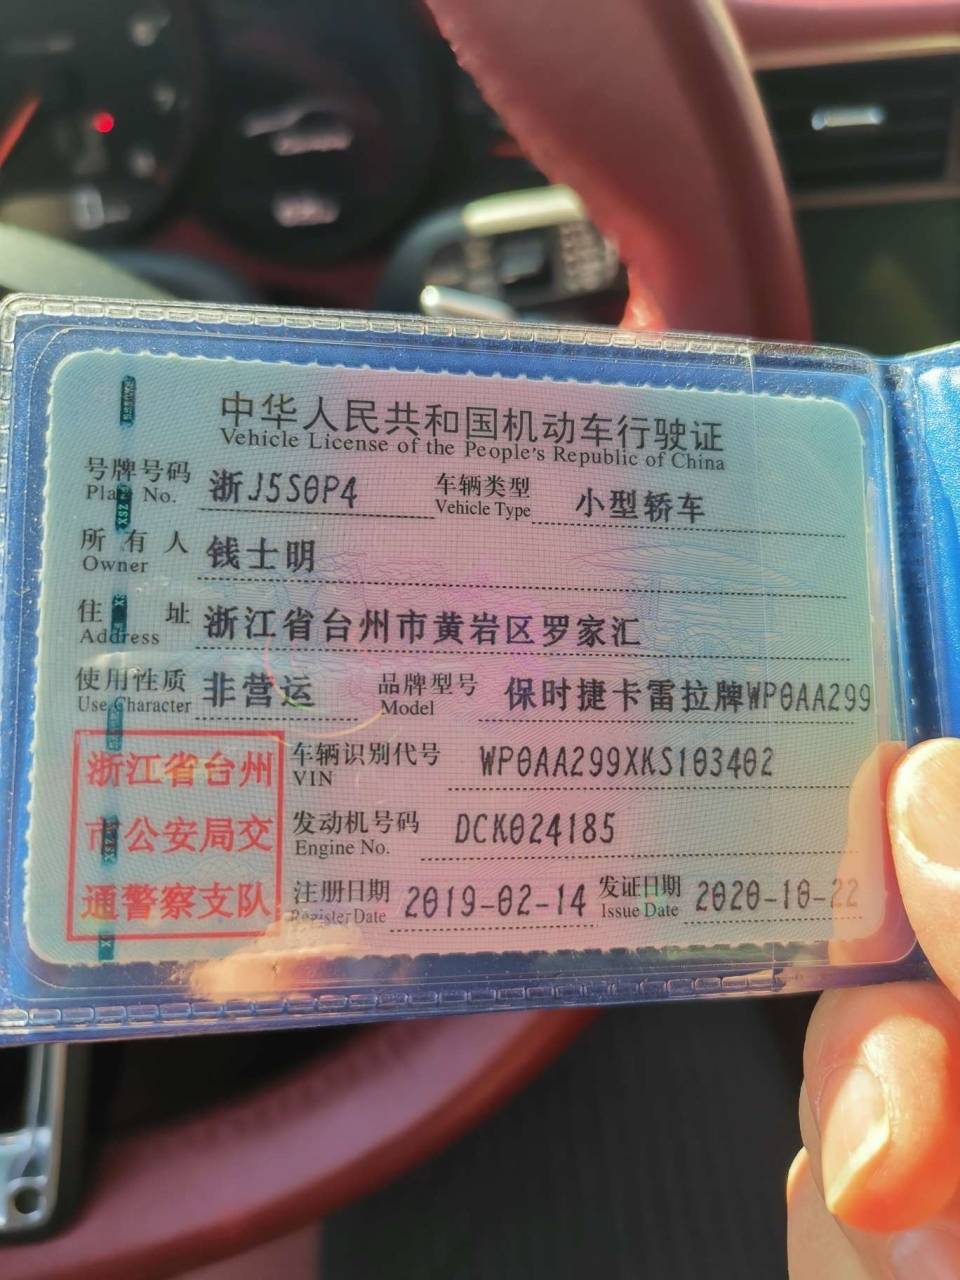 中华人民共和国机动车行驶证
Vehicle License of the People's Republic of China
号牌号码 浙J5S0P4 车辆类型 小型轿车
Plate No. Vehicle Type
所有人 钱士明
Owner
住址 浙江省台州市黄岩区罗家汇
Address
使用性质 非营运 品牌型号 保时捷卡雷拉牌WP0AA299
Use Character Model
浙江省台州
市公安局交
通警察支队
车辆识别代号 WP0AA299XKS103402
VIN
发动机号码 DCK024185
Engine No.
注册日期 2019-02-14 发证日期 2020-10-22
Register Date Issue Date